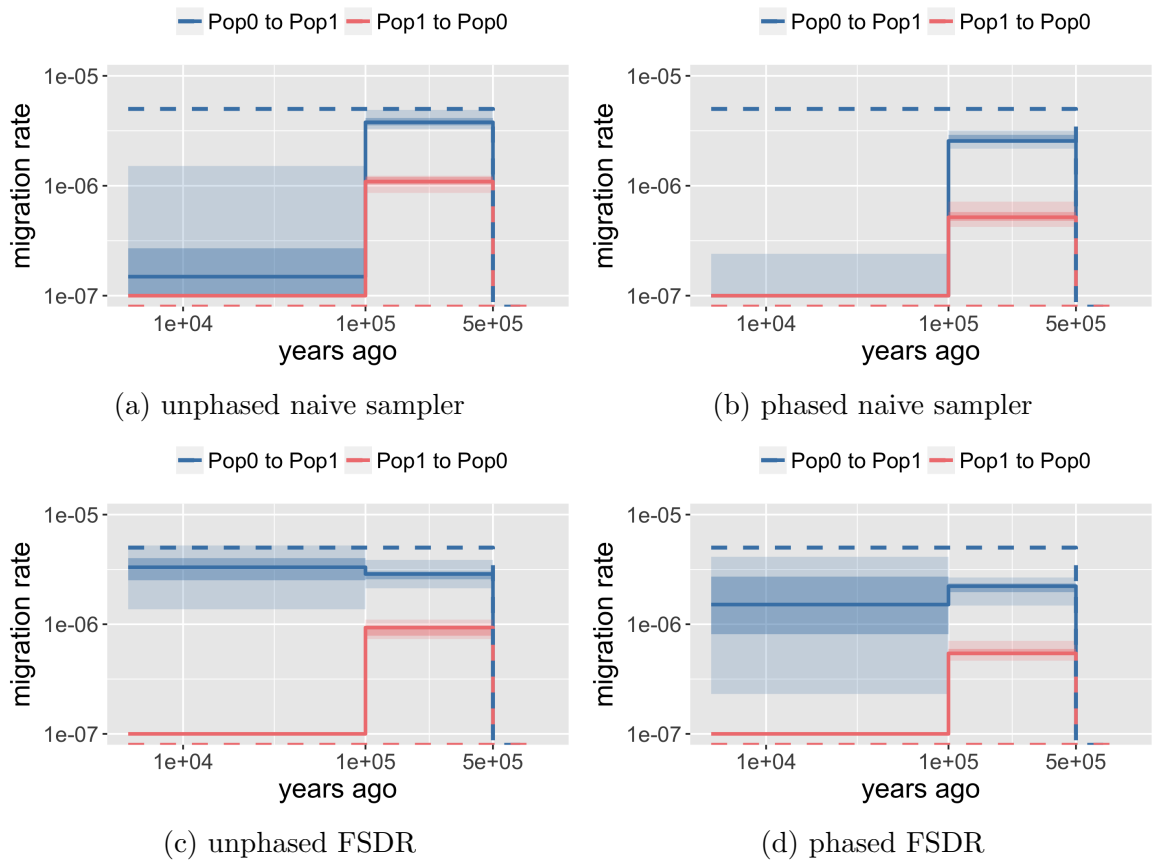 Pop0 to Pop1 Pop1 to Pop0
migration rate
1e-05
1e-06
1e-07
1e+04 1e+05 5e+05
years ago
(a) unphased naive sampler
Pop0 to Pop1 Pop1 to Pop0
migration rate
1e-05
1e-06
1e-07
1e+04 1e+05 5e+05
years ago
(b) phased naive sampler
Pop0 to Pop1 Pop1 to Pop0
migration rate
1e-05
1e-06
1e-07
1e+04 1e+05 5e+05
years ago
(c) unphased FSDR
Pop0 to Pop1 Pop1 to Pop0
migration rate
1e-05
1e-06
1e-07
1e+04 1e+05 5e+05
years ago
(d) phased FSDR